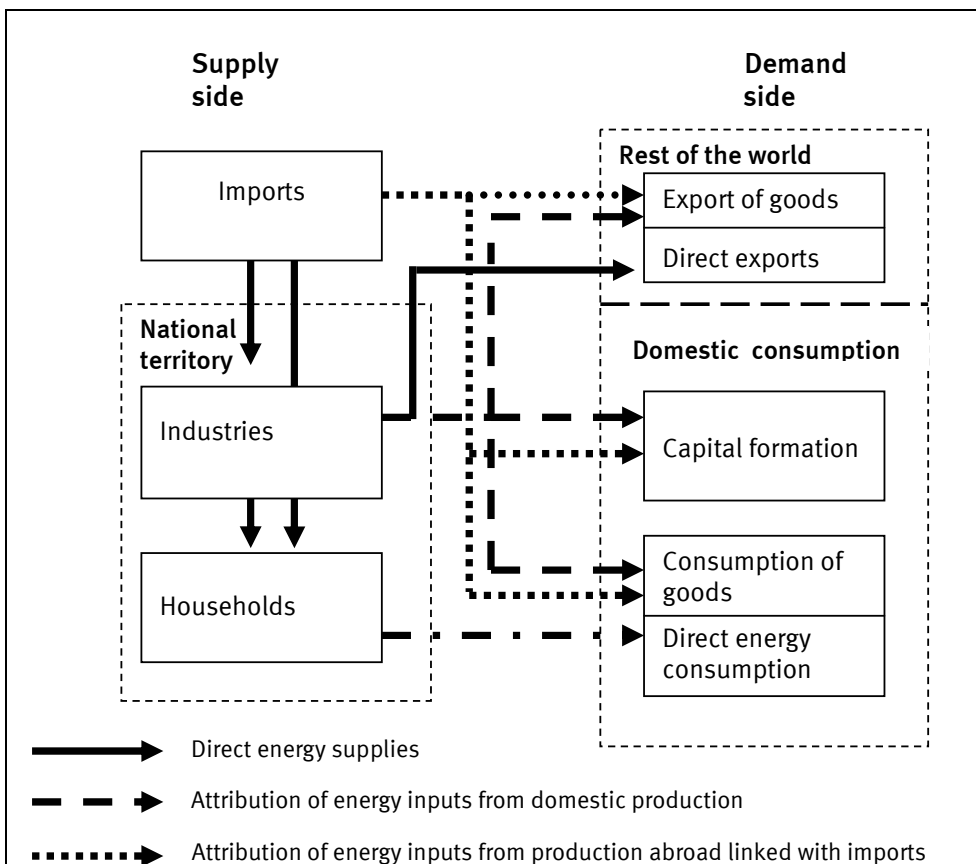 Supply
side
Demand
side
Rest of the world
Imports
Export of goods
Direct exports
National
territory
Domestic consumption
Industries
Capital formation
Households
Consumption of
goods
Direct energy
consumption
Direct energy supplies
Attribution of energy inputs from domestic production
Attribution of energy inputs from production abroad linked with imports